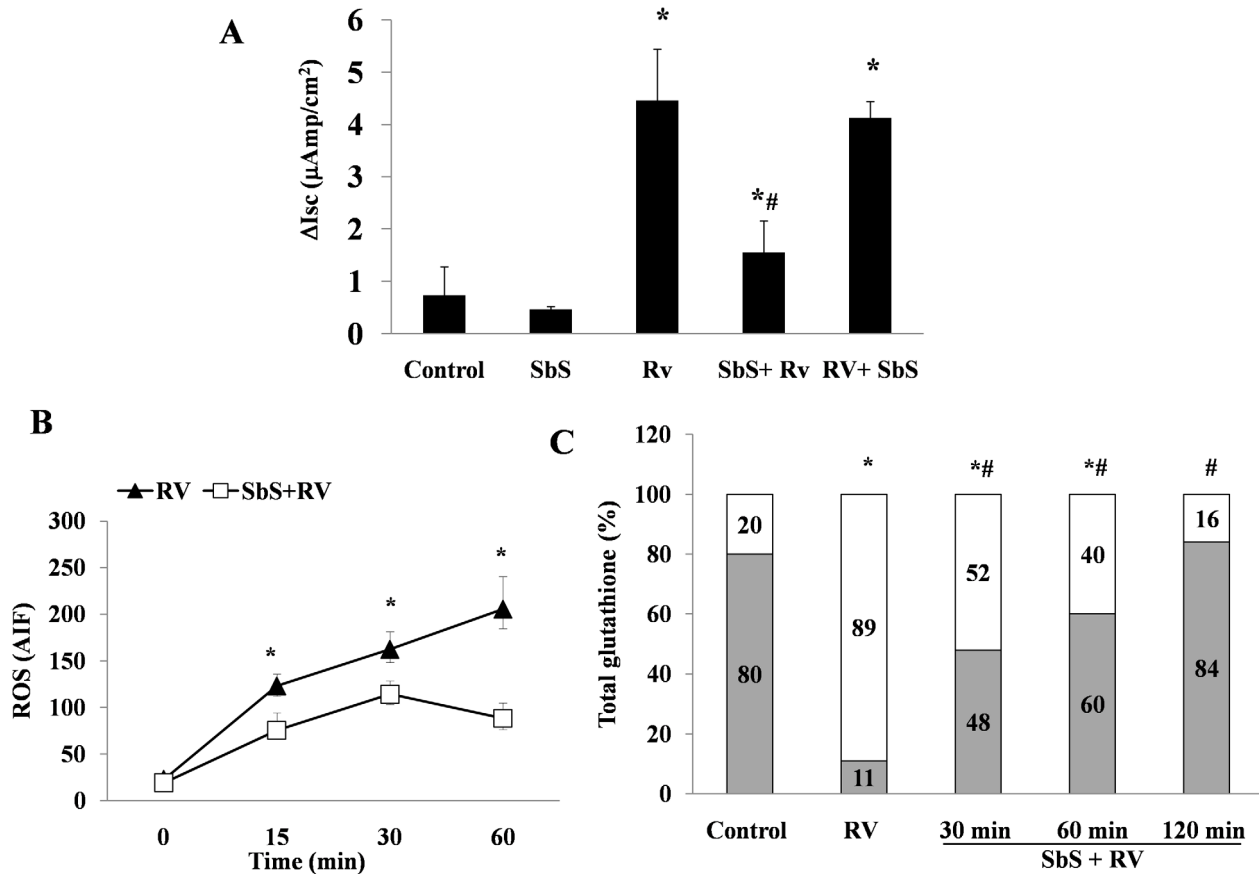 A
ΔIsc (μAmp/cm²)
6
5
4
3
2
1
0
*
*#
*
Control SbS Rv SbS+ Rv RV+ SbS
B
RV SbS+RV
ROS (AIF)
300
250
200
150
100
50
0
*
*
*
0 15 30 60
Time (min)
C
Total glutathione (%)
120
100
80
60
40
20
0
* *# *# #
20 89 52 40 16
80 11 48 60 84
Control RV 30 min 60 min 120 min
SbS + RV